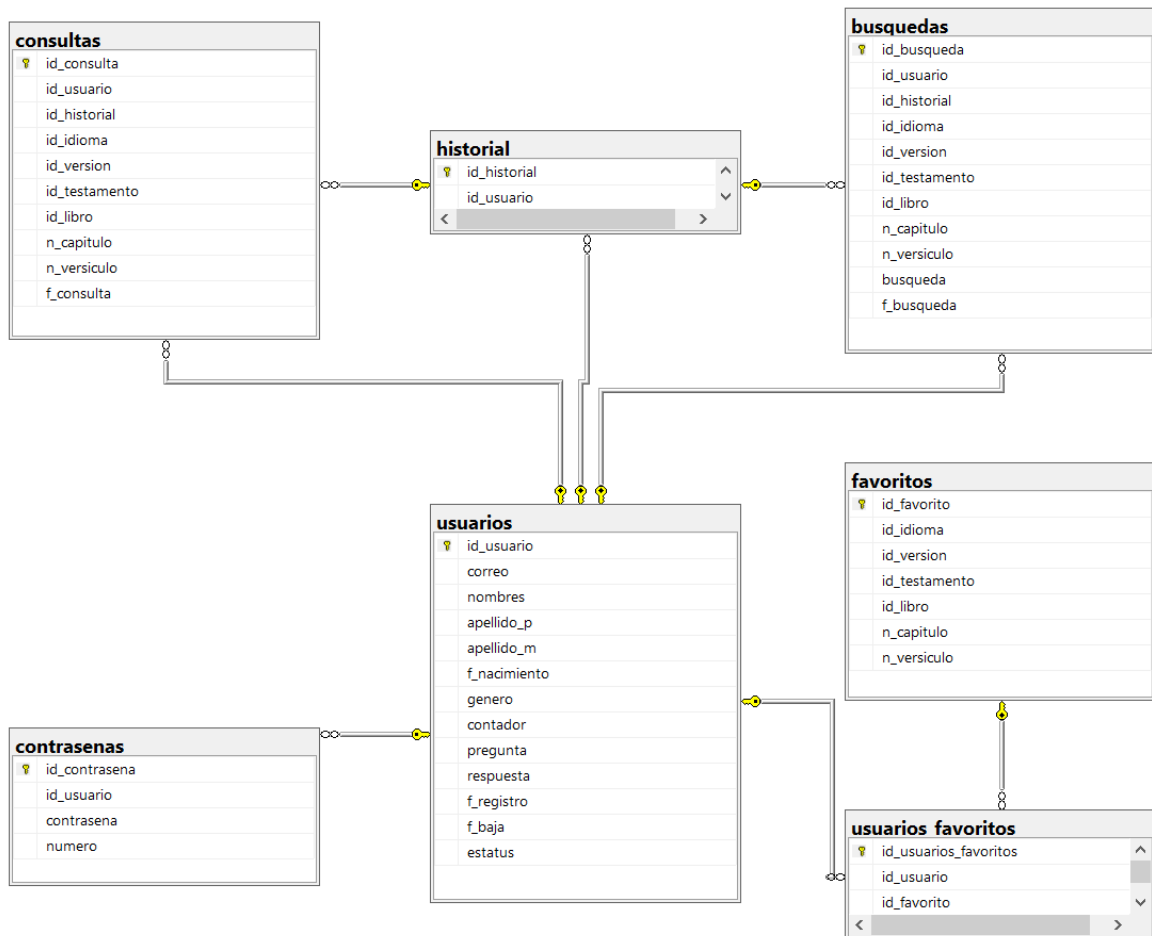 consultas
id_consulta
id_usuario
id_historial
id_idioma
id_version
id_testamento
id_libro
n_capitulo
n_versiculo
f_consulta
historial
id_historial
id_usuario
busquedas
id_busqueda
id_usuario
id_historial
id_idioma
id_version
id_testamento
id_libro
n_capitulo
n_versiculo
busqueda
f_busqueda
usuarios
id_usuario
correo
nombres
apellido_p
apellido_m
f_nacimiento
genero
contador
pregunta
respuesta
f_registro
f_baja
estatus
favoritos
id_favorito
id_idioma
id_version
id_testamento
id_libro
n_capitulo
n_versiculo
contrasenas
id_contrasena
id_usuario
contrasena
numero
usuarios_favoritos
id_usuarios_favoritos
id_usuario
id_favorito